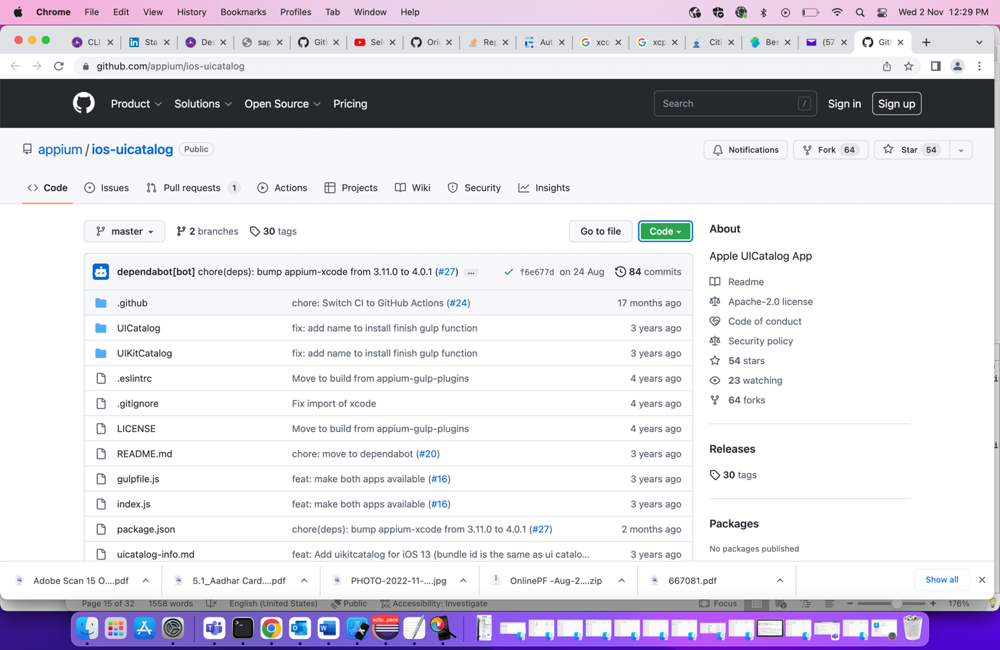 Chrome File Edit View History Bookmarks Profiles Tab Window Help Wed 2 Nov 12:29 PM
CLI Sta Des sap Gitl Sel Ori Rep Aut xco xcp Citi Bes (57 Gitl
github.com/appium/ios-uicatalog
Product Solutions Open Source Pricing Search / Sign in Sign up
appium / ios-uicatalog Public Notifications Fork 64 Star 54
Code Issues Pull requests 1 Actions Projects Wiki Security Insights
master 2 branches 30 tags Go to file Code
dependabot[bot] chore(deps): bump appium-xcode from 3.11.0 to 4.0.1 (#27) ... f6e677d on 24 Aug 84 commits
.github chore: Switch CI to GitHub Actions (#24) 17 months ago
UICatalog fix: add name to install finish gulp function 3 years ago
UIKitCatalog fix: add name to install finish gulp function 3 years ago
.eslintrc Move to build from appium-gulp-plugins 4 years ago
.gitignore Fix import of xcode 4 years ago
LICENSE Move to build from appium-gulp-plugins 4 years ago
README.md chore: move to dependabot (#20) 3 years ago
gulpfile.js feat: make both apps available (#16) 3 years ago
index.js feat: make both apps available (#16) 3 years ago
package.json chore(deps): bump appium-xcode from 3.11.0 to 4.0.1 (#27) 2 months ago
uicatalog-info.md feat: Add uikitcatalog for iOS 13 (bundle id is the same as ui catalo... 3 years ago
About
Apple UICatalog App
Readme
Apache-2.0 license
Code of conduct
Security policy
54 stars
23 watching
64 forks
Releases
30 tags
Packages
No packages published
Adobe Scan 15 O....pdf 5.1_Aadhar Card....pdf PHOTO-2022-11-....jpg OnlinePF -Aug-2....zip 667081.pdf Show all
Page 15 of 32 1558 words English (United States) Public Accessibility: Investigate Focus 176%